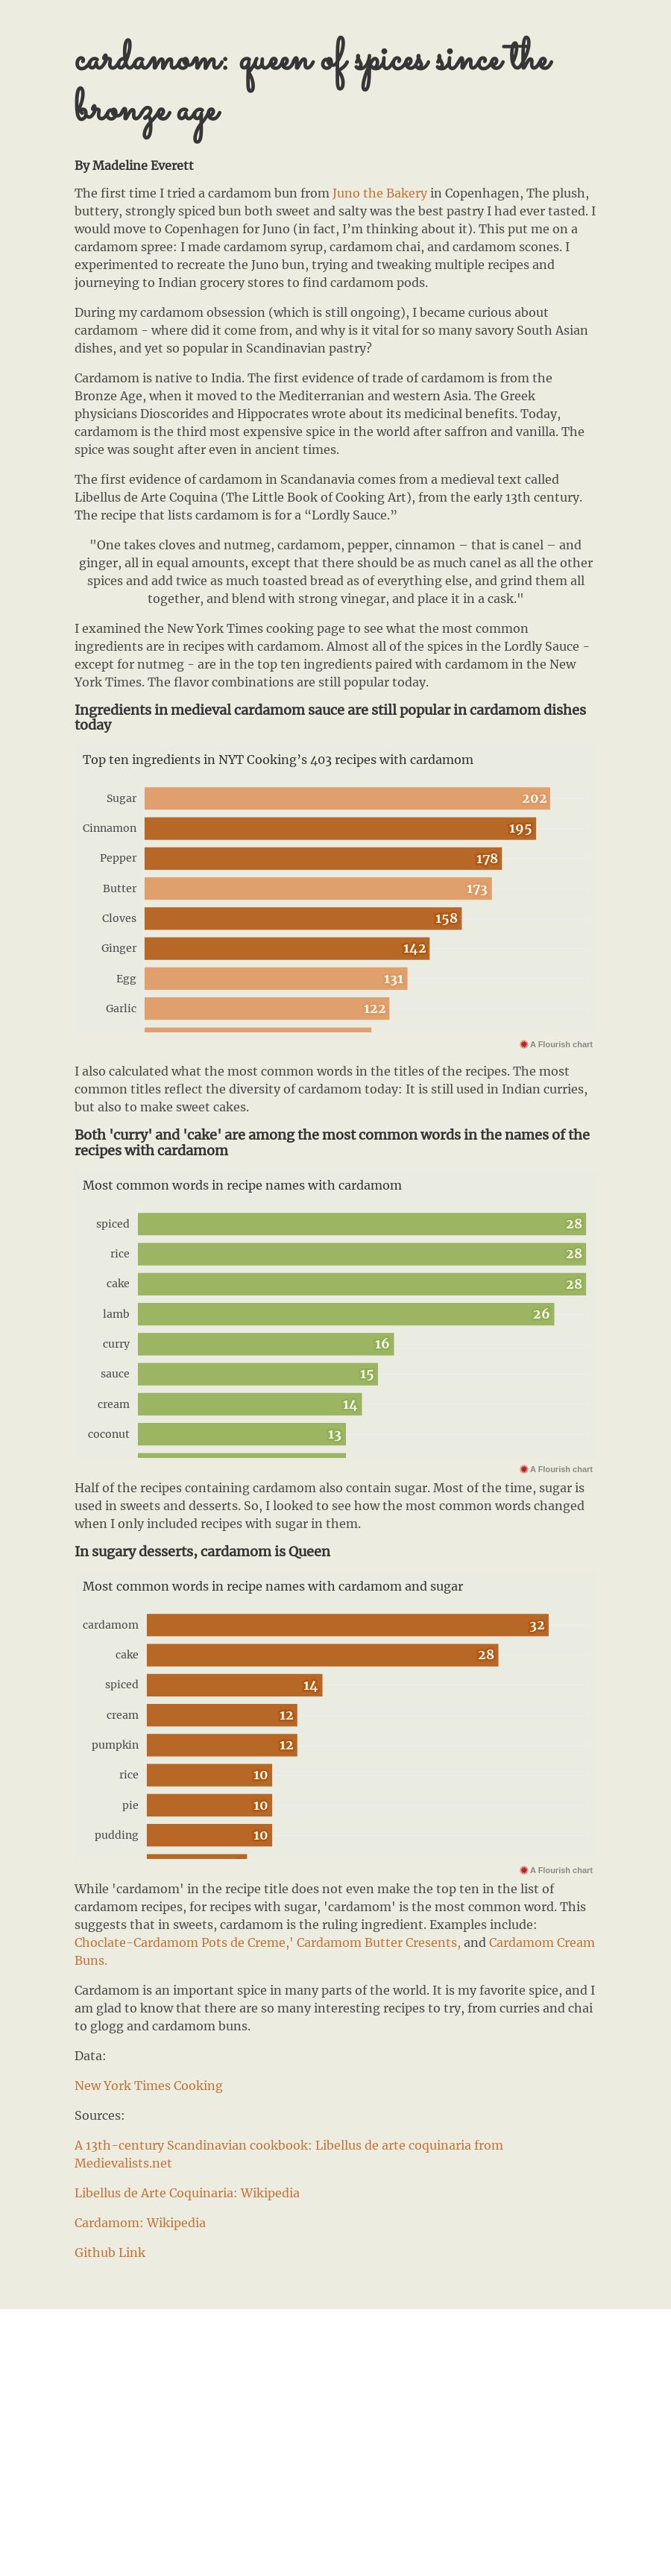 cardamom: queen of spices since the
bronze age
By Madeline Everett
The first time I tried a cardamom bun from Juno the Bakery in Copenhagen, The plush,
buttery, strongly spiced bun both sweet and salty was the best pastry I had ever tasted. I
would move to Copenhagen for Juno (in fact, I’m thinking about it). This put me on a
cardamom spree: I made cardamom syrup, cardamom chai, and cardamom scones. I
experimented to recreate the Juno bun, trying and tweaking multiple recipes and
journeying to Indian grocery stores to find cardamom pods.
During my cardamom obsession (which is still ongoing), I became curious about
cardamom - where did it come from, and why is it vital for so many savory South Asian
dishes, and yet so popular in Scandinavian pastry?
Cardamom is native to India. The first evidence of trade of cardamom is from the
Bronze Age, when it moved to the Mediterranian and western Asia. The Greek
physicians Dioscorides and Hippocrates wrote about its medicinal benefits. Today,
cardamom is the third most expensive spice in the world after saffron and vanilla. The
spice was sought after even in ancient times.
The first evidence of cardamom in Scandanavia comes from a medieval text called
Libellus de Arte Coquina (The Little Book of Cooking Art), from the early 13th century.
The recipe that lists cardamom is for a “Lordly Sauce.”
"One takes cloves and nutmeg, cardamom, pepper, cinnamon – that is canel – and
ginger, all in equal amounts, except that there should be as much canel as all the other
spices and add twice as much toasted bread as of everything else, and grind them all
together, and blend with strong vinegar, and place it in a cask."
I examined the New York Times cooking page to see what the most common
ingredients are in recipes with cardamom. Almost all of the spices in the Lordly Sauce -
except for nutmeg - are in the top ten ingredients paired with cardamom in the New
York Times. The flavor combinations are still popular today.
Ingredients in medieval cardamom sauce are still popular in cardamom dishes
today
Top ten ingredients in NYT Cooking’s 403 recipes with cardamom
Sugar 202
Cinnamon 195
Pepper 178
Butter 173
Cloves 158
Ginger 142
Egg 131
Garlic 122
A Flourish chart
I also calculated what the most common words in the titles of the recipes. The most
common titles reflect the diversity of cardamom today: It is still used in Indian curries,
but also to make sweet cakes.
Both 'curry' and 'cake' are among the most common words in the names of the
recipes with cardamom
Most common words in recipe names with cardamom
spiced 28
rice 28
cake 28
lamb 26
curry 16
sauce 15
cream 14
coconut 13
A Flourish chart
Half of the recipes containing cardamom also contain sugar. Most of the time, sugar is
used in sweets and desserts. So, I looked to see how the most common words changed
when I only included recipes with sugar in them.
In sugary desserts, cardamom is Queen
Most common words in recipe names with cardamom and sugar
cardamom 32
cake 28
spiced 14
cream 12
pumpkin 12
rice 10
pie 10
pudding 10
A Flourish chart
While 'cardamom' in the recipe title does not even make the top ten in the list of
cardamom recipes, for recipes with sugar, 'cardamom' is the most common word. This
suggests that in sweets, cardamom is the ruling ingredient. Examples include:
Choclate-Cardamom Pots de Creme,' Cardamom Butter Cresents, and Cardamom Cream
Buns.
Cardamom is an important spice in many parts of the world. It is my favorite spice, and I
am glad to know that there are so many interesting recipes to try, from curries and chai
to glogg and cardamom buns.
Data:
New York Times Cooking
Sources:
A 13th-century Scandinavian cookbook: Libellus de arte coquinaria from
Medievalists.net
Libellus de Arte Coquinaria: Wikipedia
Cardamom: Wikipedia
Github Link